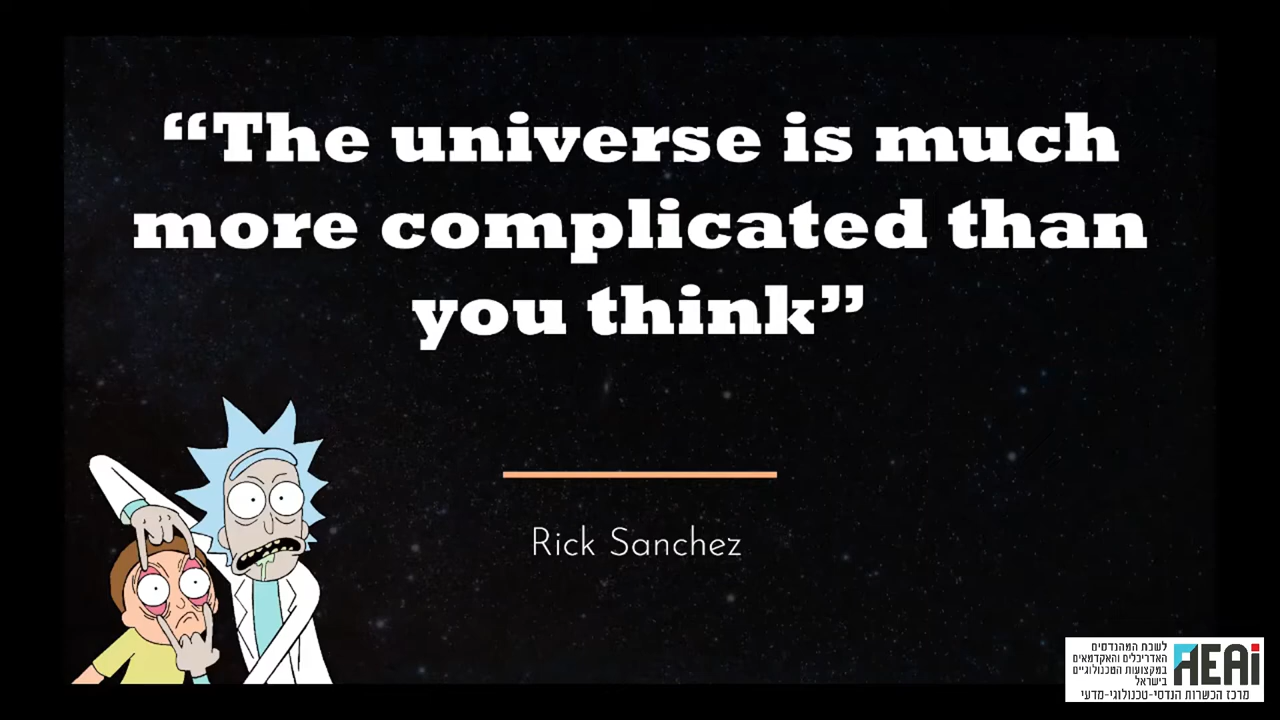 “The universe is much
more complicated than
you think”
Rick Sanchez
לשכת המהנדסים
האדריכלים והאקדמאים
במקצועות הטכנולוגיים
בישראל
AEAi
מרכז הכשרות הנדסי-טכנולוגי-מדעי